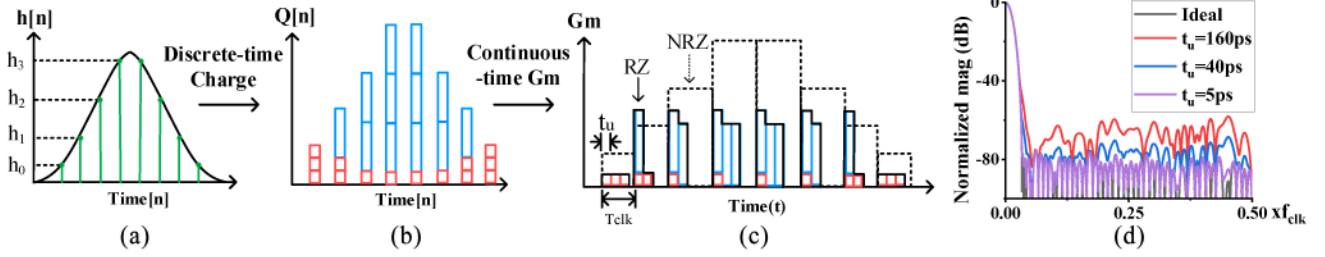 h[n]
h₃
h₂
h₁
h₀
Time[n]
(a)
Discrete-time
Charge
Q[n]
Time[n]
(b)
Continuous
-time Gm
Gm
NRZ
RZ
tu
Tclk
Time(t)
(c)
Normalized mag (dB)
0
-40
-80
0.00
0.25
0.50
xfclk
Ideal
tu=160ps
tu=40ps
tu=5ps
(d)